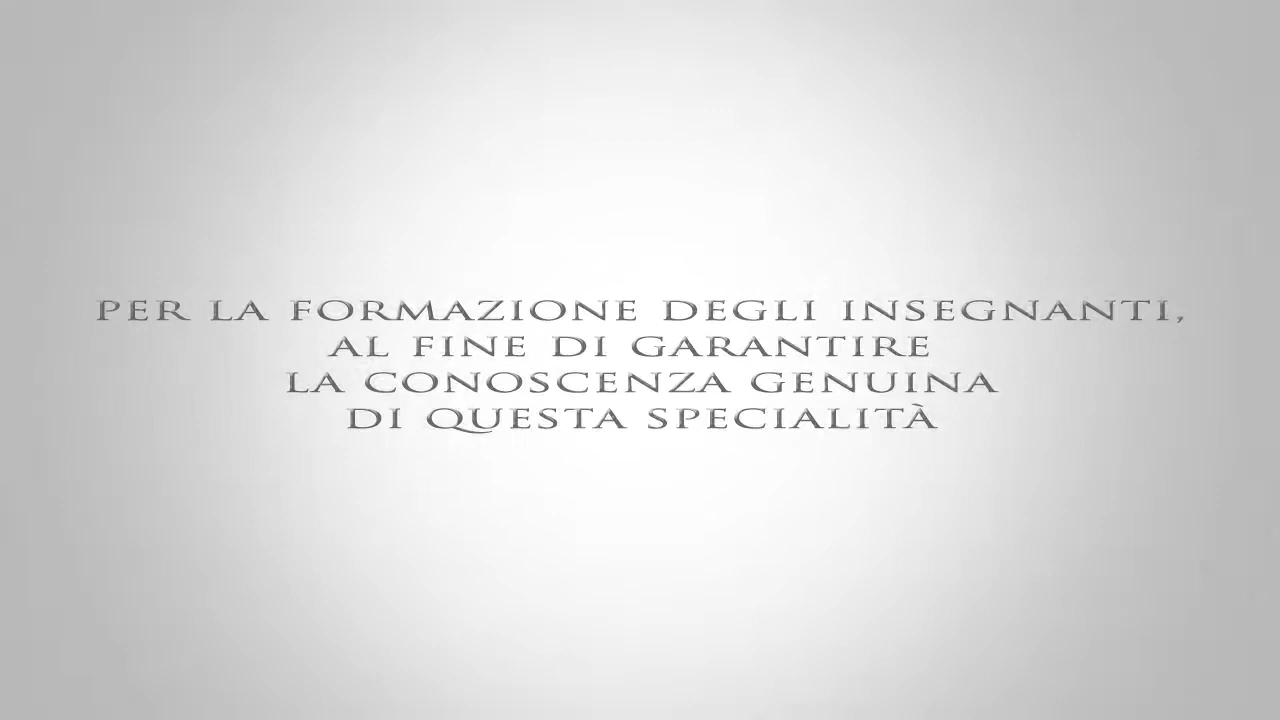 PER LA FORMAZIONE DEGLI INSEGNANTI,
AL FINE DI GARANTIRE
LA CONOSCENZA GENUINA
DI QUESTA SPECIALITÀ